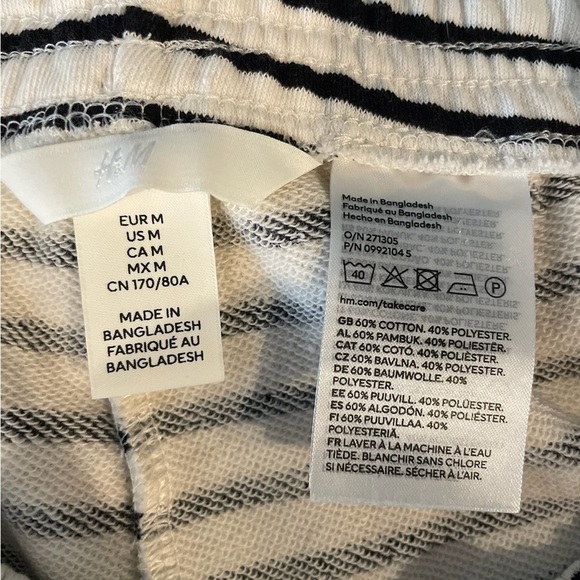 H&M
EUR M
US M
CA M
MX M
CN 170/80A
MADE IN
BANGLADESH
FABRIQUÉ AU
BANGLADESH
Made in Bangladesh
Fabriqué au Bangladesh
Hecho en Bangladesh
O/N 271305
P/N 0992104 5
40
P
hm.com/takecare
GB 60% COTTON. 40% POLYESTER.
AL 60% PAMBUK. 40% POLIESTËR.
CAT 60% COTÓ. 40% POLIÈSTER.
CZ 60% BAVLNA. 40% POLYESTER.
DE 60% BAUMWOLLE. 40%
POLYESTER.
EE 60% PUUVILL. 40% POLÜESTER.
ES 60% ALGODÓN. 40% POLIÉSTER.
FI 60% PUUVILLAA. 40%
POLYESTERIÄ.
FR LAVER À LA MACHINE À L'EAU
TIÈDE. BLANCHIR SANS CHLORE
SI NÉCESSAIRE. SÉCHER À L'AIR.